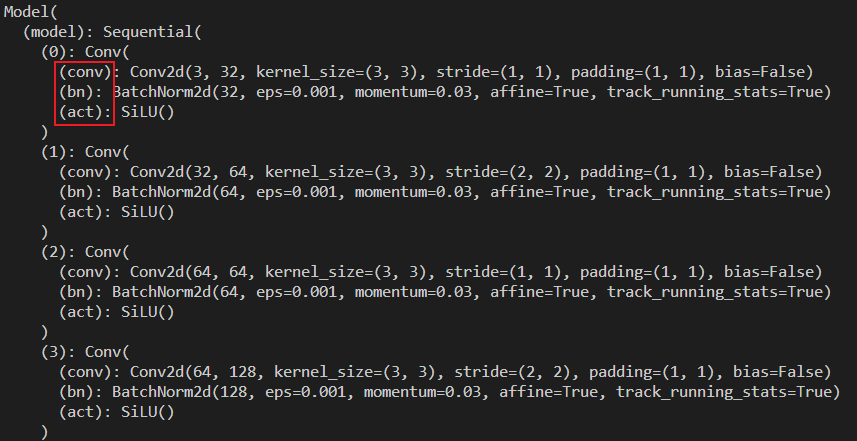 Model(
  (model): Sequential(
    (0): Conv(
      (conv): Conv2d(3, 32, kernel_size=(3, 3), stride=(1, 1), padding=(1, 1), bias=False)
      (bn): BatchNorm2d(32, eps=0.001, momentum=0.03, affine=True, track_running_stats=True)
      (act): SiLU()
    )
    (1): Conv(
      (conv): Conv2d(32, 64, kernel_size=(3, 3), stride=(2, 2), padding=(1, 1), bias=False)
      (bn): BatchNorm2d(64, eps=0.001, momentum=0.03, affine=True, track_running_stats=True)
      (act): SiLU()
    )
    (2): Conv(
      (conv): Conv2d(64, 64, kernel_size=(3, 3), stride=(1, 1), padding=(1, 1), bias=False)
      (bn): BatchNorm2d(64, eps=0.001, momentum=0.03, affine=True, track_running_stats=True)
      (act): SiLU()
    )
    (3): Conv(
      (conv): Conv2d(64, 128, kernel_size=(3, 3), stride=(2, 2), padding=(1, 1), bias=False)
      (bn): BatchNorm2d(128, eps=0.001, momentum=0.03, affine=True, track_running_stats=True)
      (act): SiLU()
    )